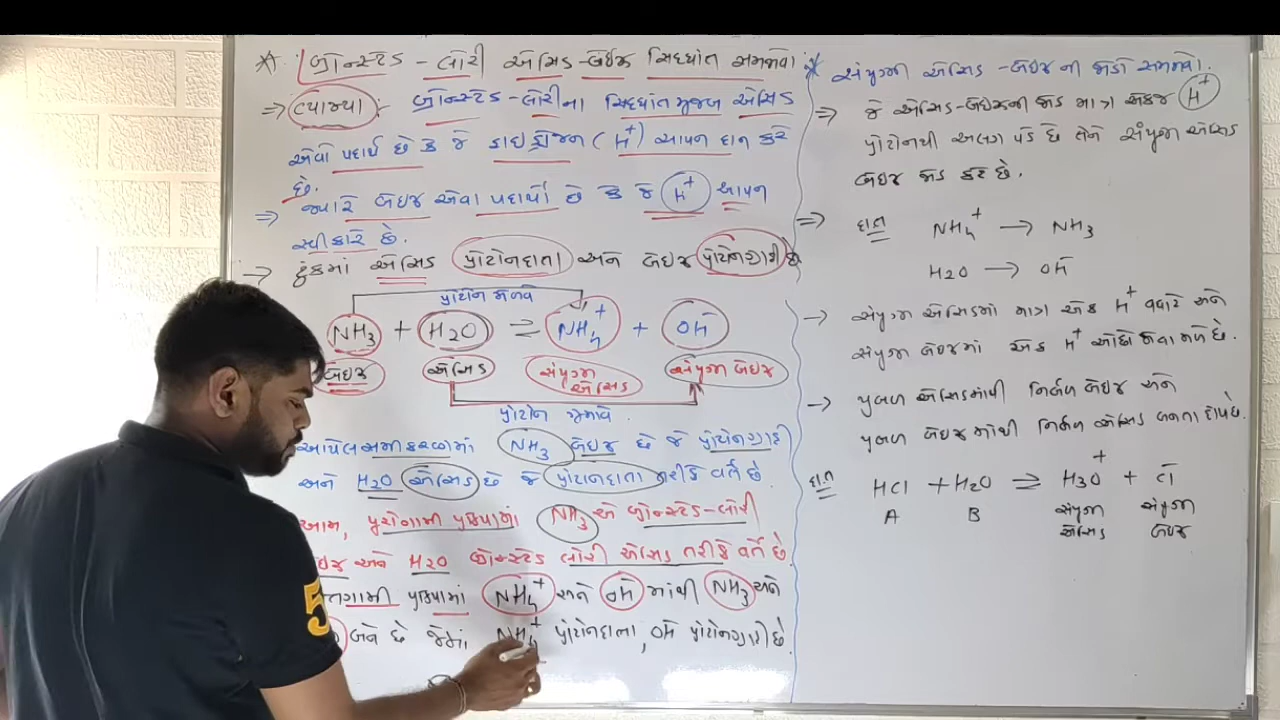 * બ્રોન્સ્ટેડ - લોરી એસિડ-બેઇઝ સિધ્ધાંત સમજાવો
⇒ વ્યાખ્યા : બ્રોન્સ્ટેડ-લોરીના સિધ્ધાંત મુજબ એસિડ
એવા પદાર્થ છે કે જે હાઇડ્રોજન (H+) આયન દાન કરે
છે.
⇒ જ્યારે બેઇઝ એવા પદાર્થો છે કે જે H+ આયન
સ્વીકારે છે.
→ ટુંકમાં એસિડ પ્રોટોનદાતા અને બેઇઝ પ્રોટોનગ્રાહી છે
પ્રોટોન મેળવે
NH3 + H2O ⇌ NH4+ + OH-
બેઇઝ એસિડ સંયુગ્મ એસિડ સંયુગ્મ બેઇઝ
પ્રોટોન ગુમાવે
આપેલ સમીકરણમાં NH3 બેઇઝ છે જે પ્રોટોનગ્રાહી
અને H2O એસિડ છે જે પ્રોટોનદાતા તરીકે વર્તે છે.
આમ, પુરોગામી પ્રક્રિયામાં NH3 એ બ્રોન્સ્ટેડ-લોરી
અને H2O બ્રોન્સ્ટેડ લોરી એસિડ તરીકે વર્તે છે.
પ્રક્રિયામાં NH4+ અને OH- માંથી NH3 અને
બને છે જેમાં NH4+ પ્રોટોનદાતા, OH- પ્રોટોનગ્રાહી છે.
* સંયુગ્મી એસિડ - બેઇઝ ની જોડી સમજાવો.
⇒ જે એસિડ-બેઇઝની જોડ માત્ર એકજ H+
પ્રોટોનથી અલગ પડે છે તેને સંયુગ્મ એસિડ
બેઇઝ જોડ કહે છે.
⇒ દા.ત NH4+ → NH3
H2O → OH-
→ સંયુગ્મ એસિડમાં માત્ર એક H+ વધારે અને
સંયુગ્મ બેઇઝમાં એક H+ ઓછો જોવા મળે છે.
→ પ્રબળ એસિડમાંથી નિર્બળ બેઇઝ અને
પ્રબળ બેઇઝમાંથી નિર્બળ એસિડ બનતા હોય છે.
દા.ત HCl + H2O ⇌ H3O+ + Cl-
A B સંયુગ્મ એસિડ સંયુગ્મ બેઇઝ
5